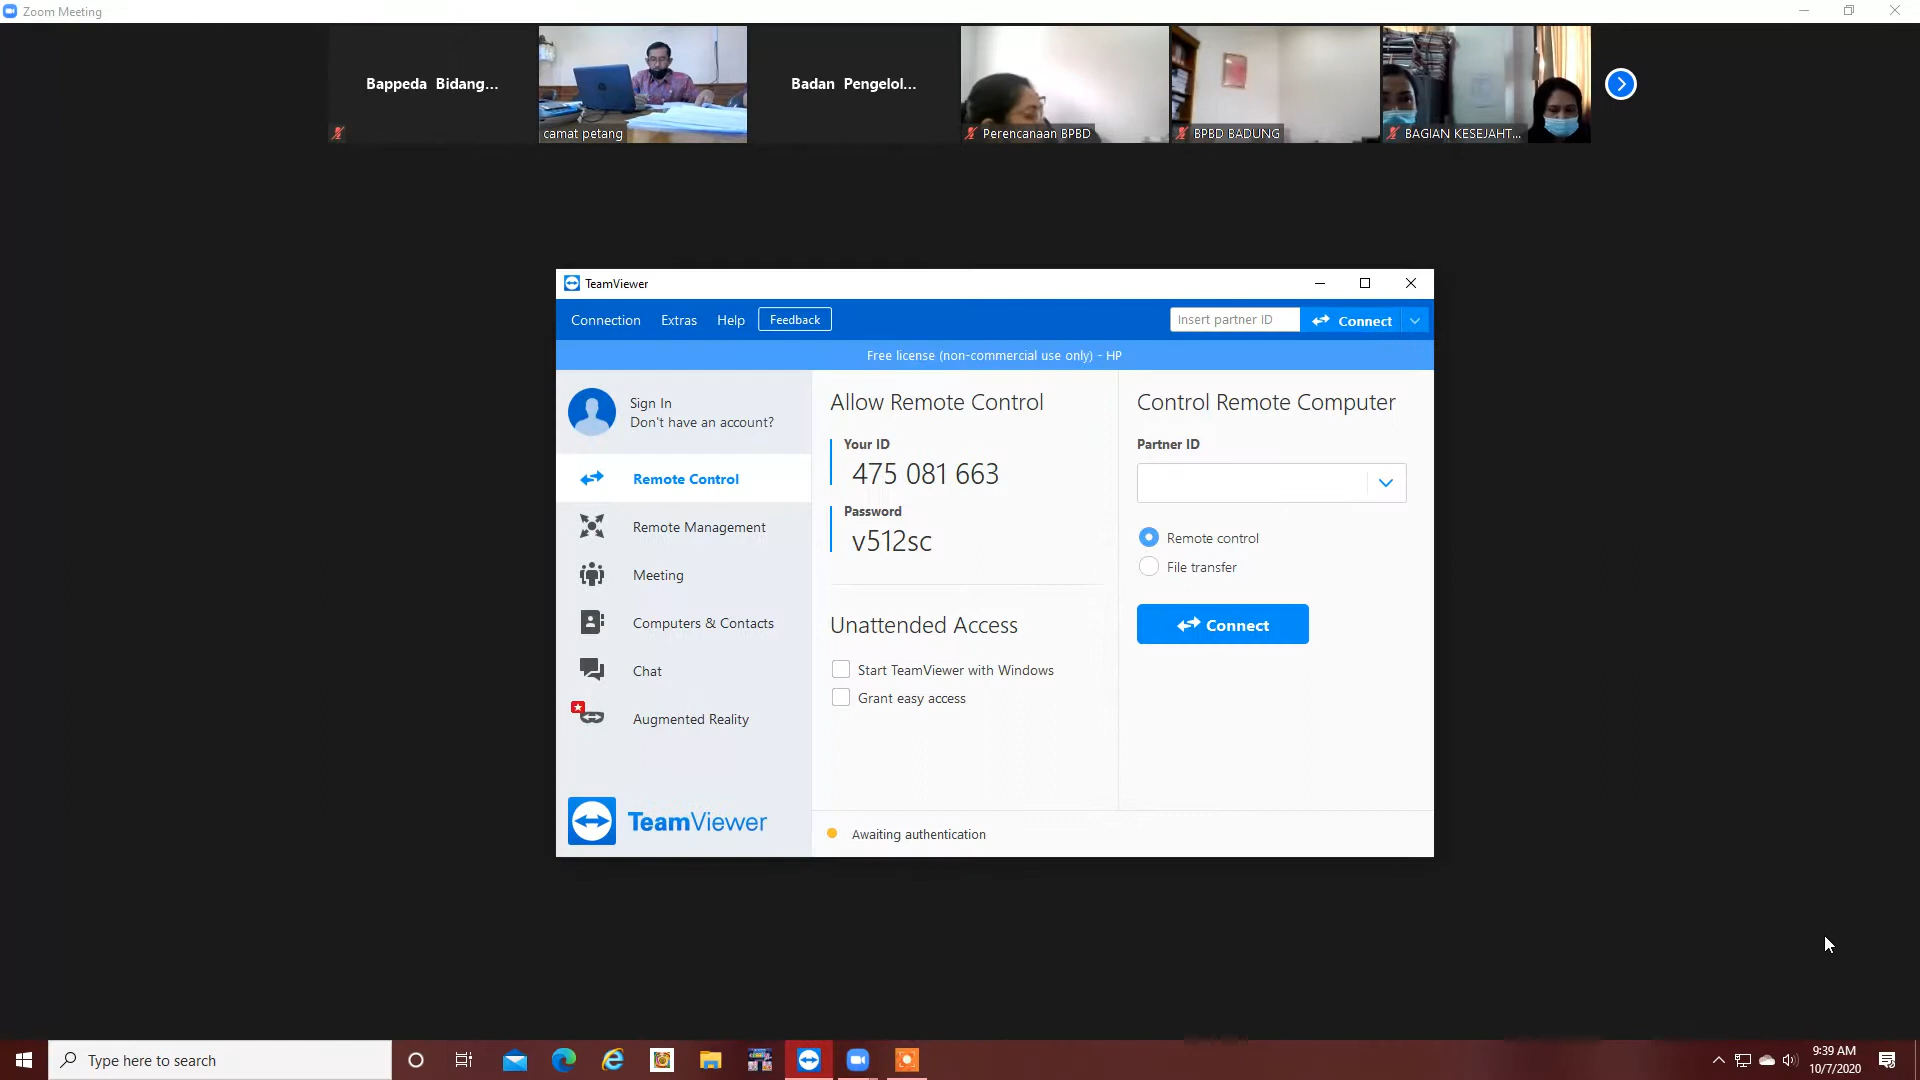 Zoom Meeting
Bappeda Bidang...
camat petang
Badan Pengelol...
Perencanaan BPBD
BPBD BADUNG
BAGIAN KESEJAHT...
TeamViewer
Connection Extras Help Feedback
Insert partner ID Connect
Free license (non-commercial use only) - HP
Sign In
Don't have an account?
Remote Control
Remote Management
Meeting
Computers & Contacts
Chat
Augmented Reality
TeamViewer
Allow Remote Control
Your ID
475 081 663
Password
v512sc
Unattended Access
Start TeamViewer with Windows
Grant easy access
Control Remote Computer
Partner ID
Remote control
File transfer
Connect
Awaiting authentication
Type here to search
9:39 AM
10/7/2020